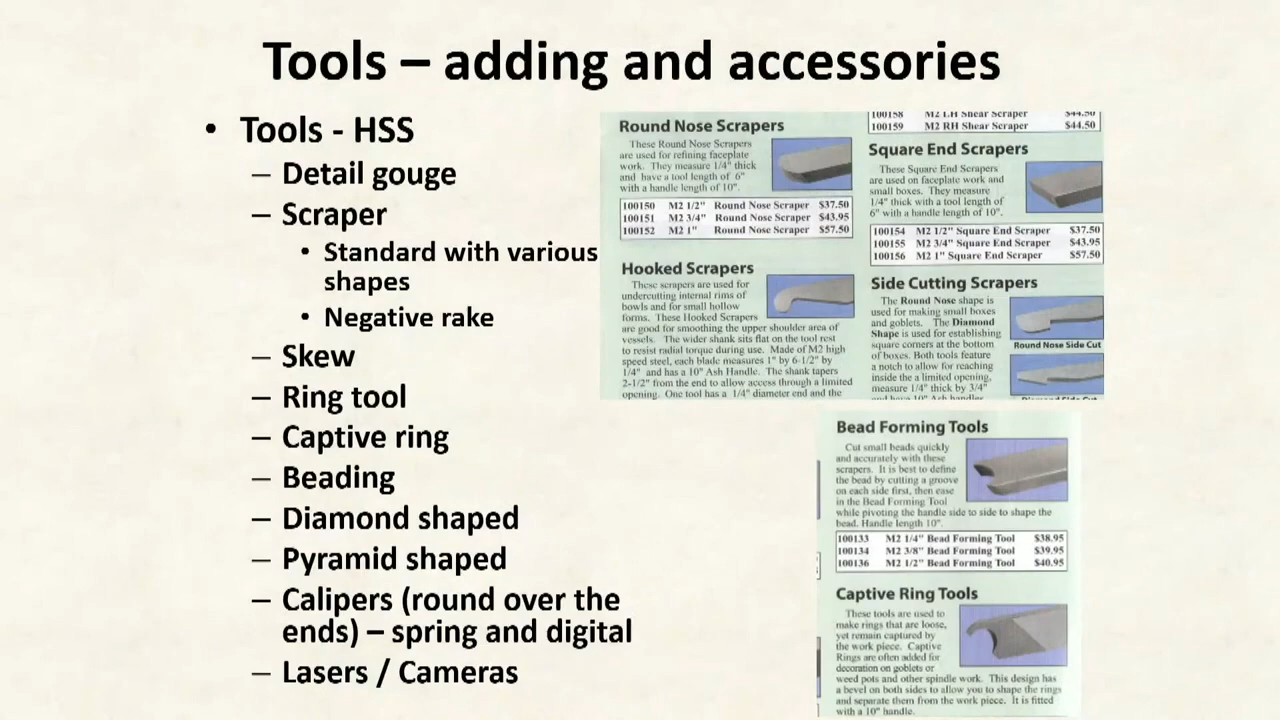 Tools – adding and accessories
• Tools - HSS
– Detail gouge
– Scraper
• Standard with various
shapes
• Negative rake
– Skew
– Ring tool
– Captive ring
– Beading
– Diamond shaped
– Pyramid shaped
– Calipers (round over the
ends) – spring and digital
– Lasers / Cameras
Round Nose Scrapers
These Round Nose Scrapers
are used for refining faceplate
work. They measure 1/4" thick
and have a tool length of 6"
with a handle length of 10".
100150 M2 1/2" Round Nose Scraper $37.50
100151 M2 3/4" Round Nose Scraper $43.95
100152 M2 1" Round Nose Scraper $57.50
Hooked Scrapers
These scrapers are used for
undercutting internal rims of
bowls and for small hollow
forms. These Hooked Scrapers
are good for smoothing the upper shoulder area of
vessels. The wider shank sits flat on the tool rest
to resist radial torque during use. Made of M2 high
speed steel, each blade measures 1" by 6-1/2" by
1/4" and has a 10" Ash Handle. The shank tapers
2-1/2" from the end to allow access through a limited
opening. One tool has a 1/4" diameter end and the
100158 M2 LH Shear Scraper $44.50
100159 M2 RH Shear Scraper $44.50
Square End Scrapers
These Square End Scrapers
are used on faceplate work and
small boxes. They measure
1/4" thick with a tool length of
6" with a handle length of 10".
100154 M2 1/2" Square End Scraper $37.50
100155 M2 3/4" Square End Scraper $43.95
100156 M2 1" Square End Scraper $57.50
Side Cutting Scrapers
The Round Nose shape is
used for making small boxes
and goblets. The Diamond
Shape is used for establishing
square corners at the bottom
of boxes. Both tools feature
a notch to allow for reaching
inside the a limited opening,
measure 1/4" thick by 3/4"
and have 10" Ash handles
Round Nose Side Cut
Diamond Side Cut
Bead Forming Tools
Cut small beads quickly
and accurately with these
scrapers. It is best to define
the bead by cutting a groove
on each side first, then ease
in the Bead Forming Tool
while pivoting the handle side to side to shape the
bead. Handle length 10".
100133 M2 1/4" Bead Forming Tool $38.95
100134 M2 3/8" Bead Forming Tool $39.95
100136 M2 1/2" Bead Forming Tool $40.95
Captive Ring Tools
These tools are used to
make rings that are loose,
yet remain captured by
the work piece. Captive
Rings are often added for
decoration on goblets or
weed pots and other spindle work. This design has
a bevel on both sides to allow you to shape the rings
and separate them from the work piece. It is fitted
with a 10" handle.